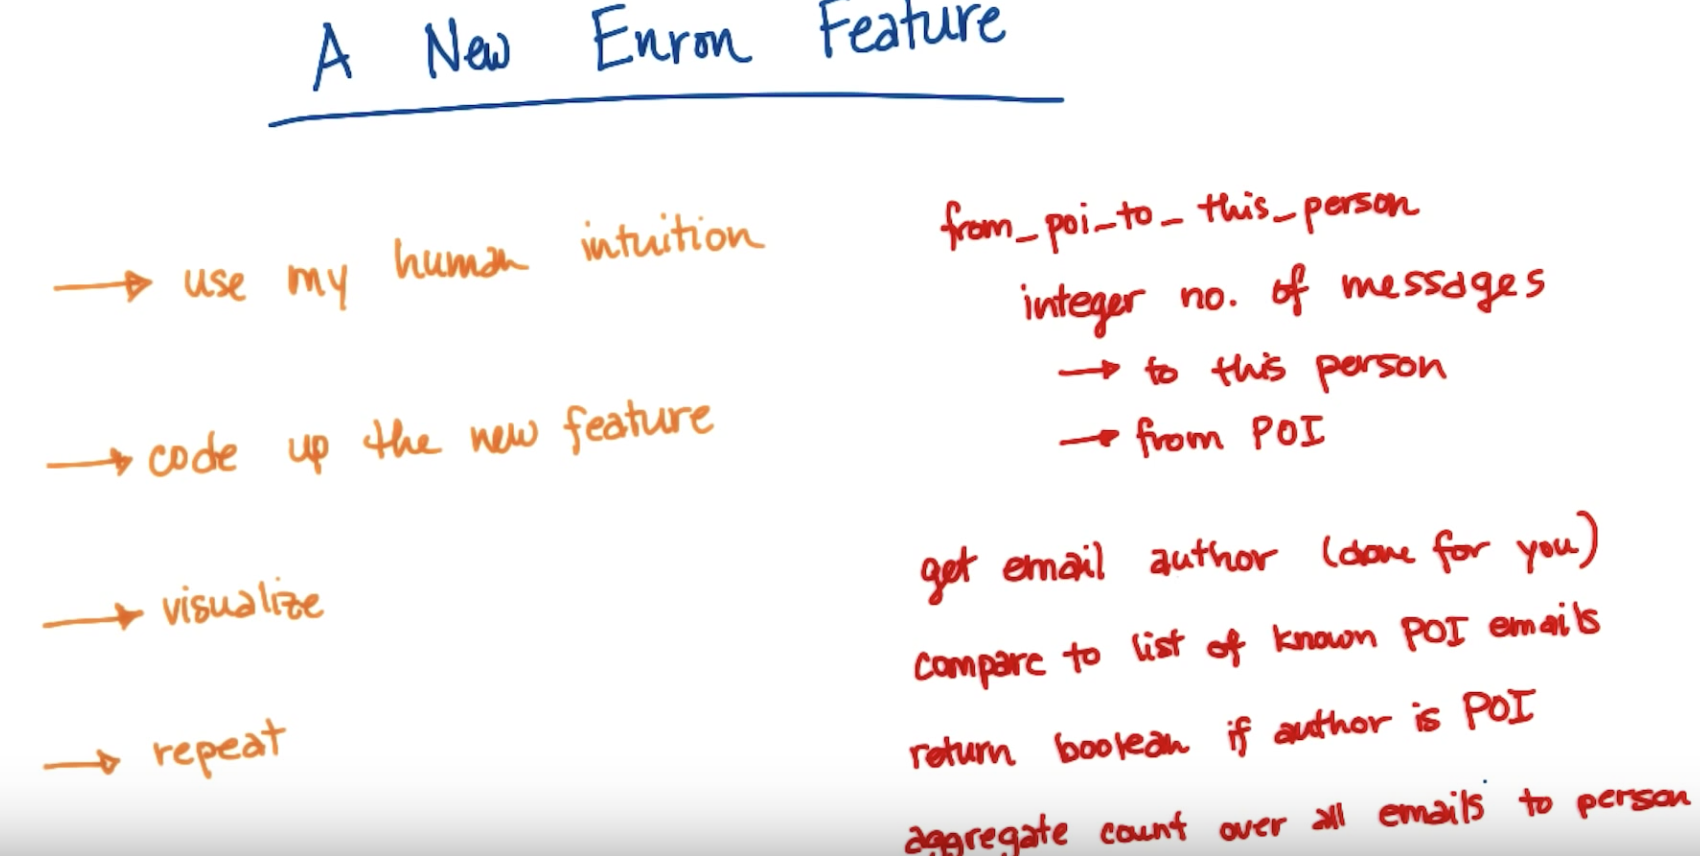 A New Enron Feature
→ use my human intuition
→ code up the new feature
→ visualize
→ repeat
from_poi_to_this_person
integer no. of messages
→ to this person
→ from POI
get email author (done for you)
compare to list of known POI emails
return boolean if author is POI
aggregate count over all emails to person